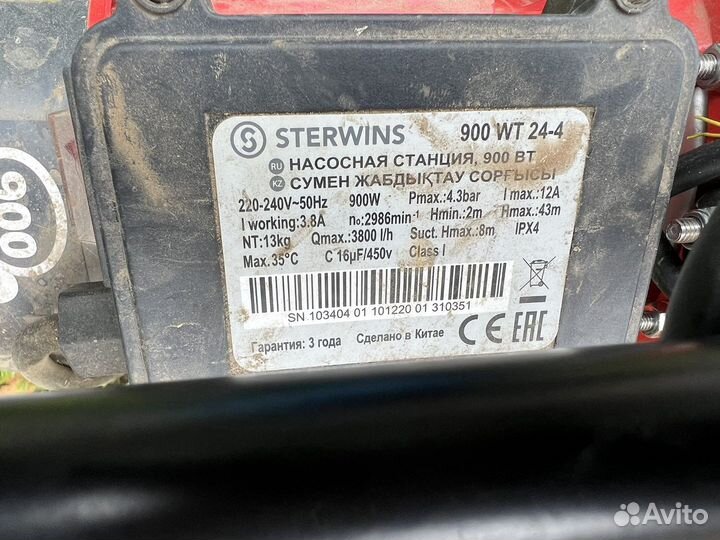 STERWINS 900 WT 24-4
RU НАСОСНАЯ СТАНЦИЯ, 900 ВТ
KZ СУМЕН ЖАБДЫҚТАУ СОРҒЫСЫ
220-240V~50Hz 900W Pmax.:4.3bar I max.:12A
I working:3.8A n₀:2986min⁻¹ Hmin.:2m Hmax.:43m
NT:13kg Qmax.:3800 l/h Suct. Hmax.:8m IPX4
Max. 35°C C 16µF/450v Class I
SN 103404 01 101220 01 310351
Гарантия: 3 года Сделано в Китае
CE EAC
900
Avito